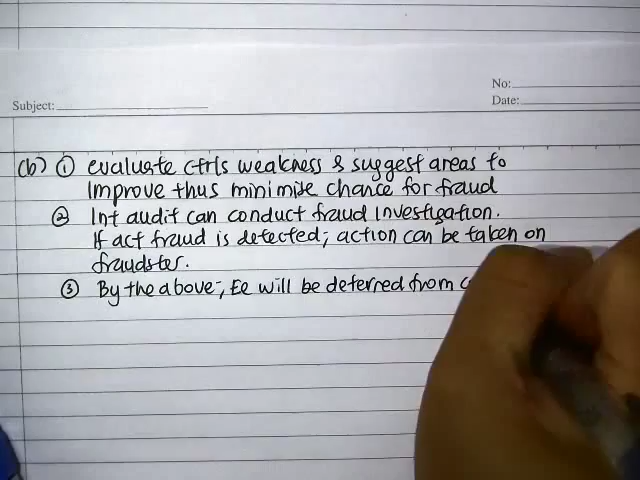 No:
Subject:
Date:
(b) ① evaluate ctrls weakness & suggest areas to
improve thus minimise chance for fraud
② Int audit can conduct fraud investigation.
If act fraud is detected, action can be taken on
fraudster.
③ By the above, Ee will be deterred from